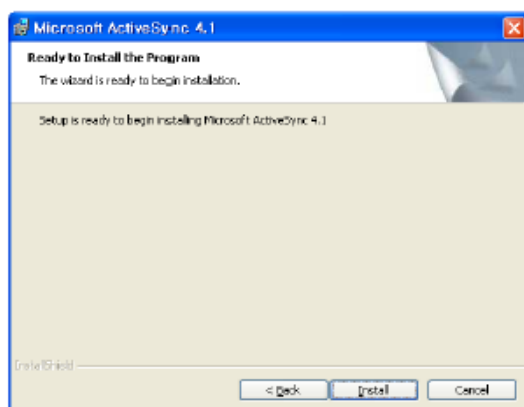 Microsoft ActiveSync 4.1
Ready to Install the Program
The wizard is ready to begin installation.
Setup is ready to begin installing Microsoft ActiveSync 4.1
InstallShield
< Back
Install
Cancel